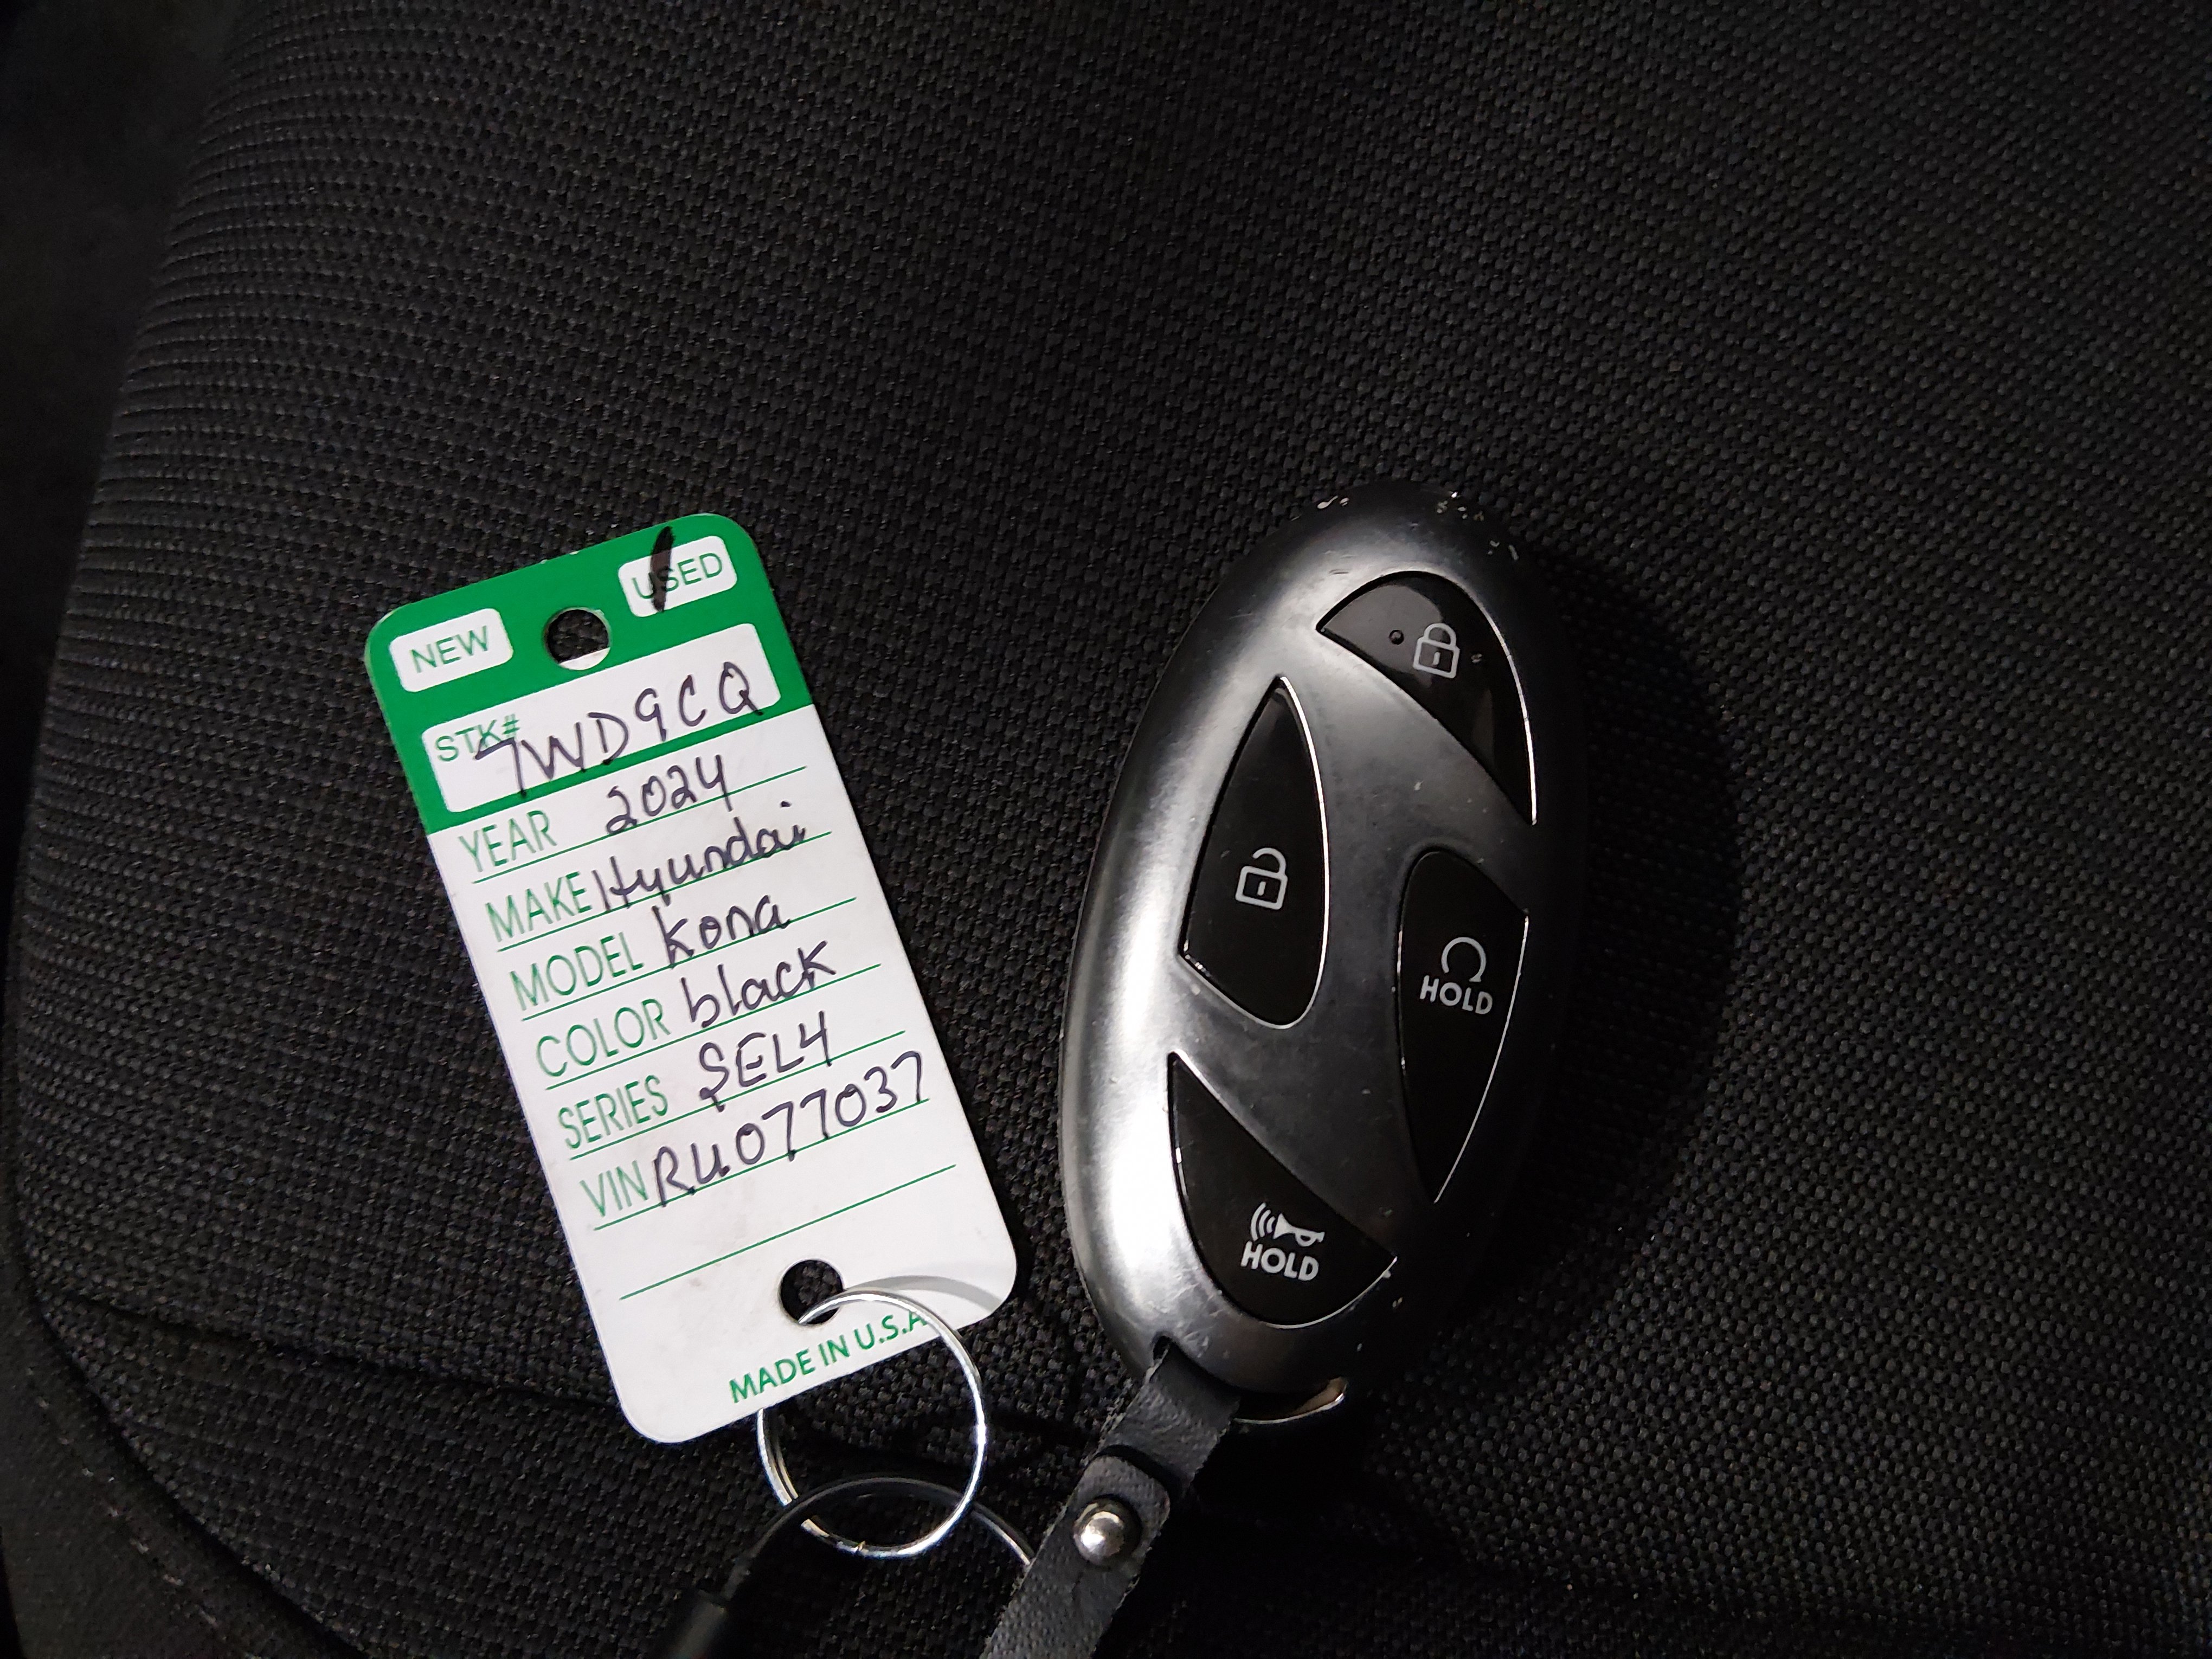 NEW USED
STK# 7WD9CQ
YEAR 2024
MAKE Hyundai
MODEL Kona
COLOR black
SERIES SEL4
VIN RU077037
MADE IN U.S.A
HOLD
HOLD